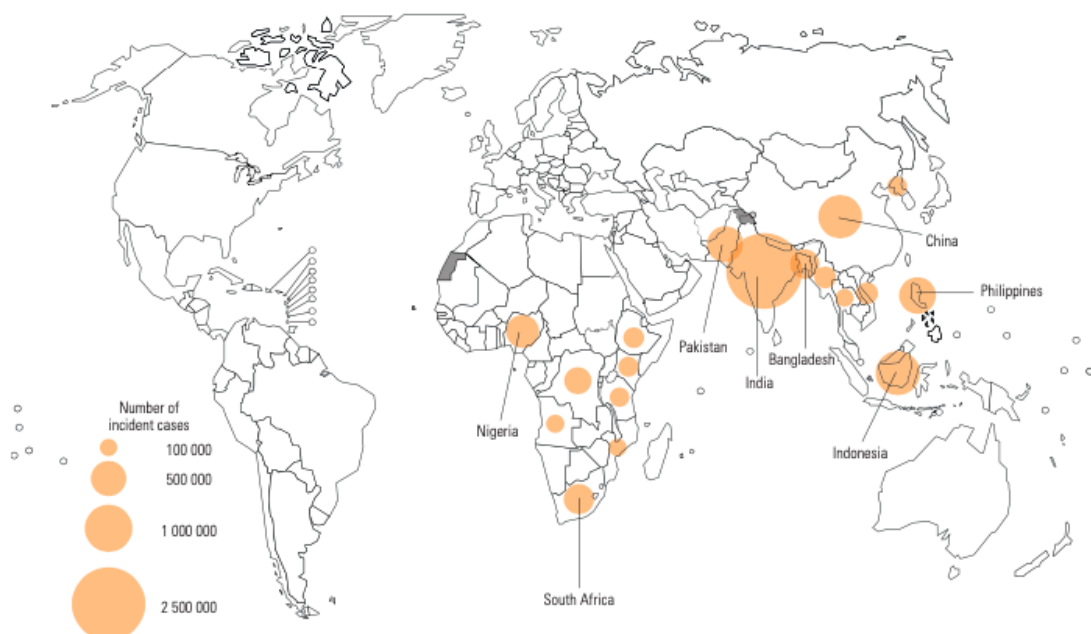 China
Philippines
Pakistan
Bangladesh
India
Nigeria
Indonesia
South Africa
Number of
incident cases
100 000
500 000
1 000 000
2 500 000